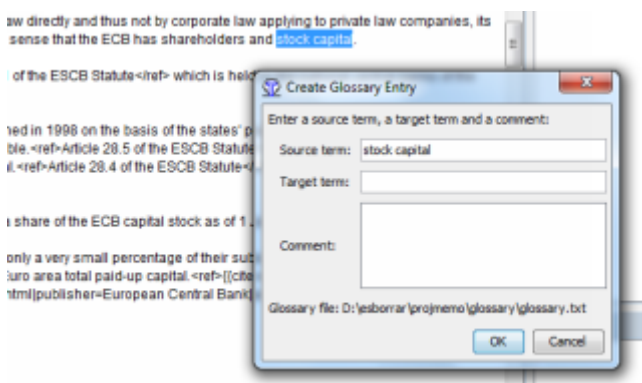 aw directly and thus not by corporate law applying to private law companies, its
sense that the ECB has shareholders and stock capital.
of the ESCB Statute</ref> which is held
ned in 1998 on the basis of the states' p
ble.<ref>Article 28.5 of the ESCB Statute
l.<ref>Article 28.4 of the ESCB Statute<
a share of the ECB capital stock as of 1
only a very small percentage of their sub
Euro area total paid-up capital.<ref>{{cite
html|publisher=European Central Bank|
Create Glossary Entry
Enter a source term, a target term and a comment:
Source term: stock capital
Target term:
Comment:
Glossary file: D:\esborrar\projmemo\glossary\glossary.txt
OK Cancel